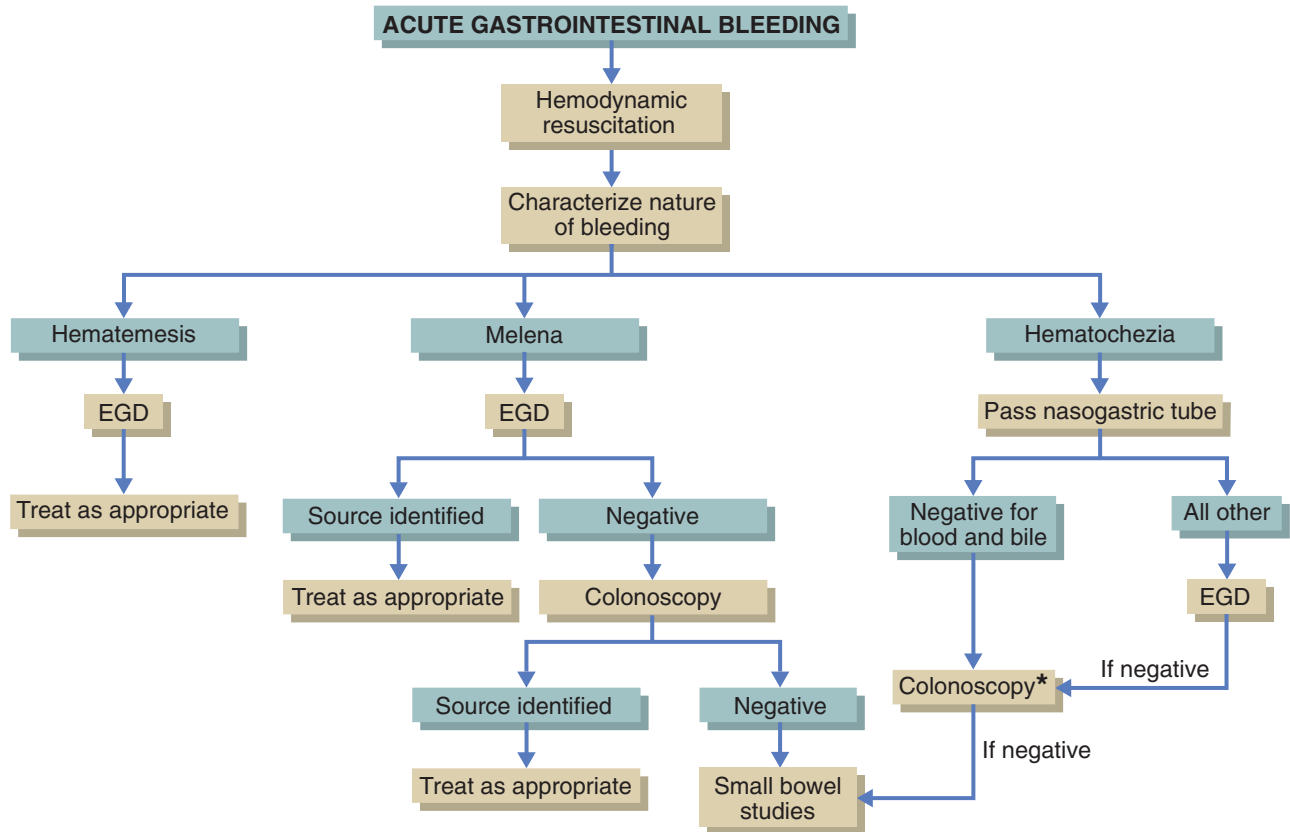 ACUTE GASTROINTESTINAL BLEEDING
Hemodynamic
resuscitation
Characterize nature
of bleeding
Hematemesis
Melena
Hematochezia
EGD
EGD
Pass nasogastric tube
Treat as appropriate
Source identified
Negative
Negative for
blood and bile
All other
Treat as appropriate
Colonoscopy
EGD
Source identified
Negative
Colonoscopy*
If negative
If negative
Treat as appropriate
Small bowel
studies